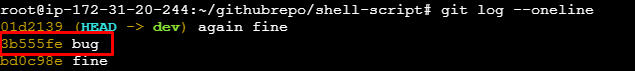 root@ip-172-31-20-244:~/githubrepo/shell-script# git log --oneline
01d2139 (HEAD -> dev) again fine
3b555fe bug
bd0c98e fine